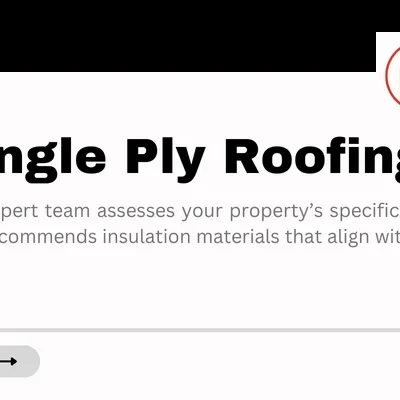 ngle Ply Roofing
pert team assesses your property's specific
commends insulation materials that align wit